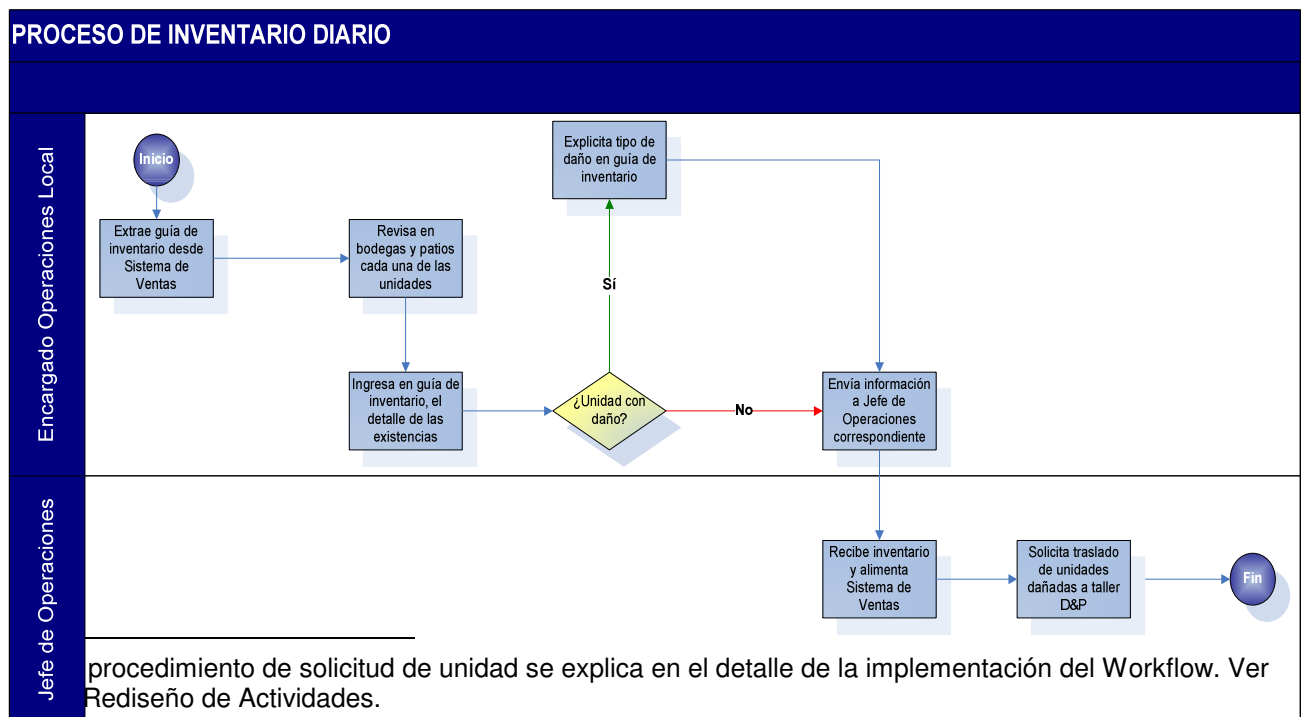 PROCESO DE INVENTARIO DIARIO
Encargado Operaciones Local
Inicio
Extrae guía de
inventario desde
Sistema de
Ventas
Revisa en
bodegas y patios
cada una de las
unidades
Ingresa en guía de
inventario, el
detalle de las
existencias
¿Unidad con
daño?
Sí
Explicita tipo de
daño en guía de
inventario
No
Envía información
a Jefe de
Operaciones
correspondiente
Jefe de Operaciones
Recibe inventario
y alimenta
Sistema de
Ventas
Solicita traslado
de unidades
dañadas a taller
D&P
Fin
procedimiento de solicitud de unidad se explica en el detalle de la implementación del Workflow. Ver
Rediseño de Actividades.